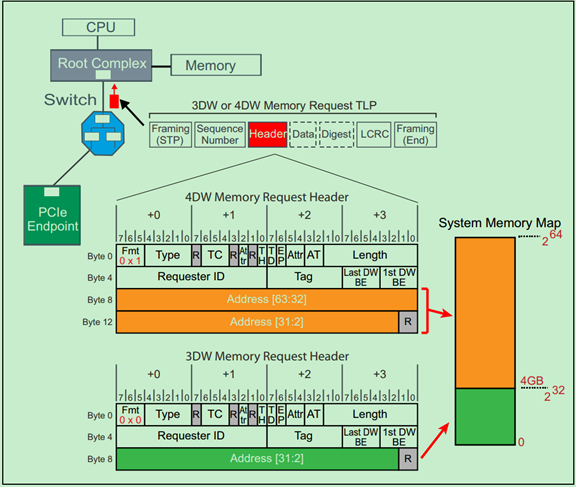 CPU
Root Complex
Memory
Switch
3DW or 4DW Memory Request TLP
Framing (STP) Sequence Number Header Data Digest LCRC Framing (End)
PCIe Endpoint
4DW Memory Request Header
+0 +1 +2 +3
7 6 5 4 3 2 1 0 7 6 5 4 3 2 1 0 7 6 5 4 3 2 1 0 7 6 5 4 3 2 1 0
Byte 0 Fmt 0 x 1 Type R TC R Attr R TH TD EP Attr AT Length
Byte 4 Requester ID Tag Last DW BE 1st DW BE
Byte 8 Address [63:32]
Byte 12 Address [31:2] R
System Memory Map
2^64
4GB
2^32
0
3DW Memory Request Header
+0 +1 +2 +3
7 6 5 4 3 2 1 0 7 6 5 4 3 2 1 0 7 6 5 4 3 2 1 0 7 6 5 4 3 2 1 0
Byte 0 Fmt 0 x 0 Type R TC R Attr R TH TD EP Attr AT Length
Byte 4 Requester ID Tag Last DW BE 1st DW BE
Byte 8 Address [31:2] R